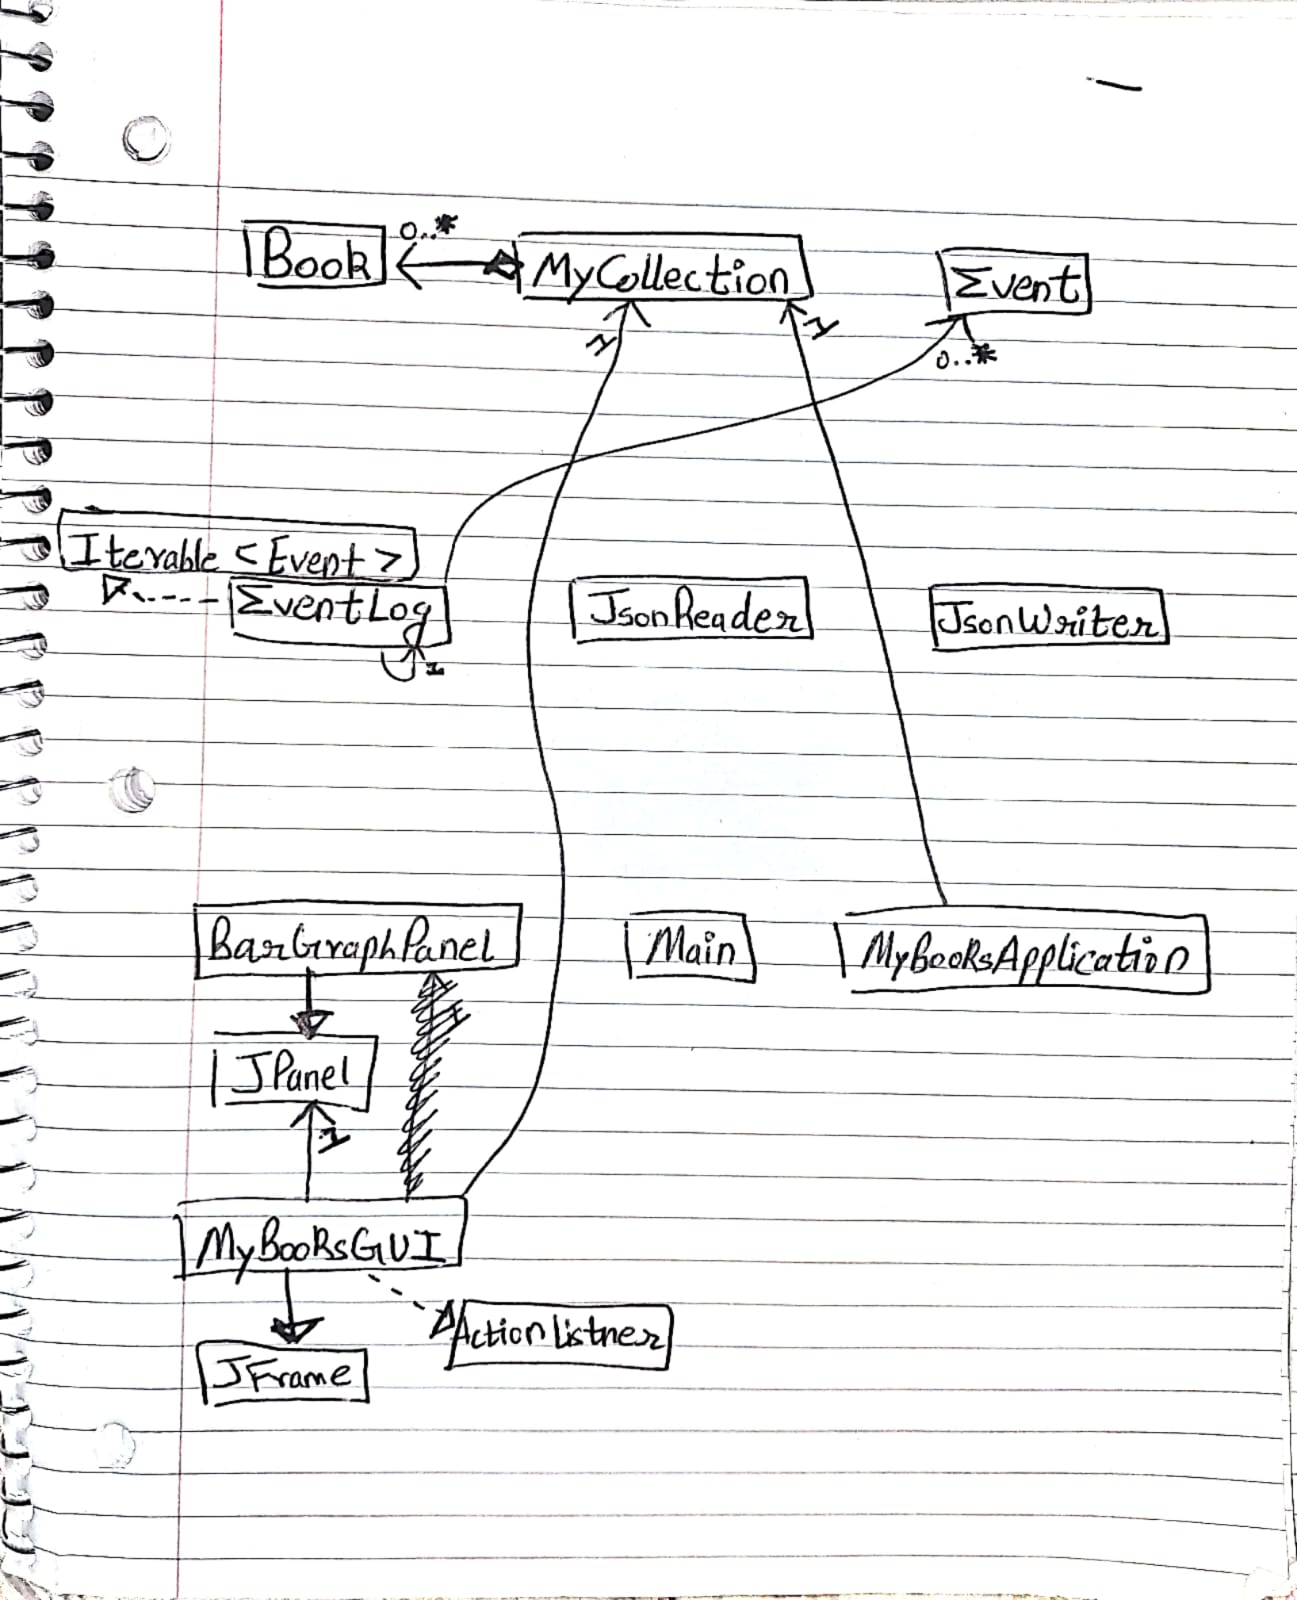 0..*
Book
MyCollection
Event
1
1
0..*
Iterable <Event>
EventLog
JsonReader
JsonWriter
1
BarGraphPanel
Main
MyBooksApplication
1
JPanel
1
MyBooksGUI
ActionListner
JFrame